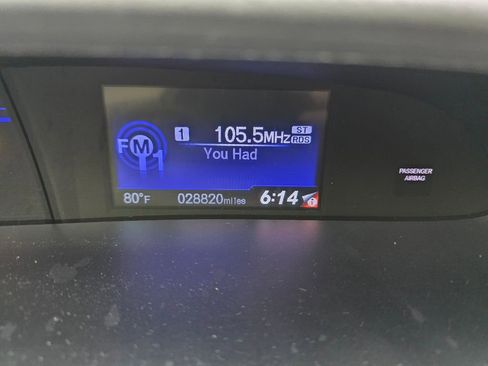 1 105.5MHz ST
RDS
FM1
You Had
80°F 028820miles 6:14
PASSENGER
AIRBAG